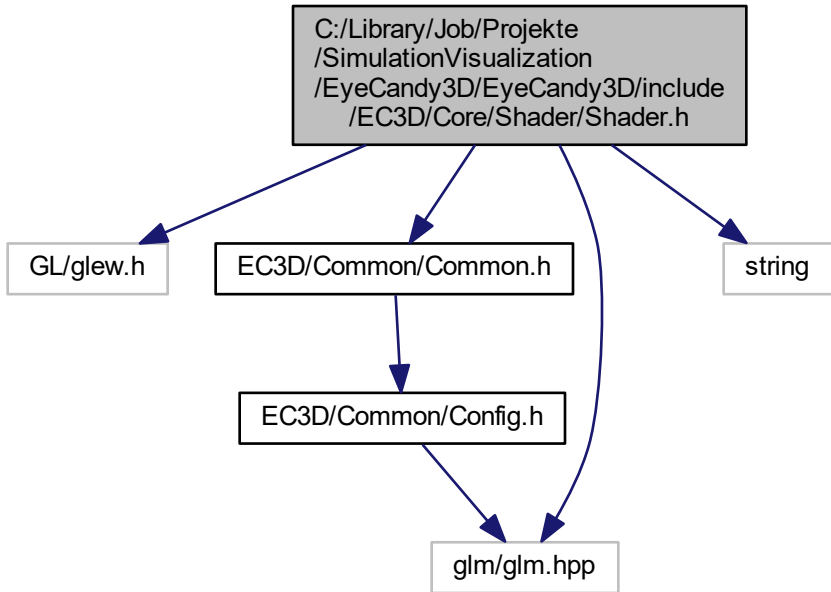 C:/Library/Job/Projekte
/SimulationVisualization
/EyeCandy3D/EyeCandy3D/include
/EC3D/Core/Shader/Shader.h
GL/glew.h
EC3D/Common/Common.h
string
EC3D/Common/Config.h
glm/glm.hpp